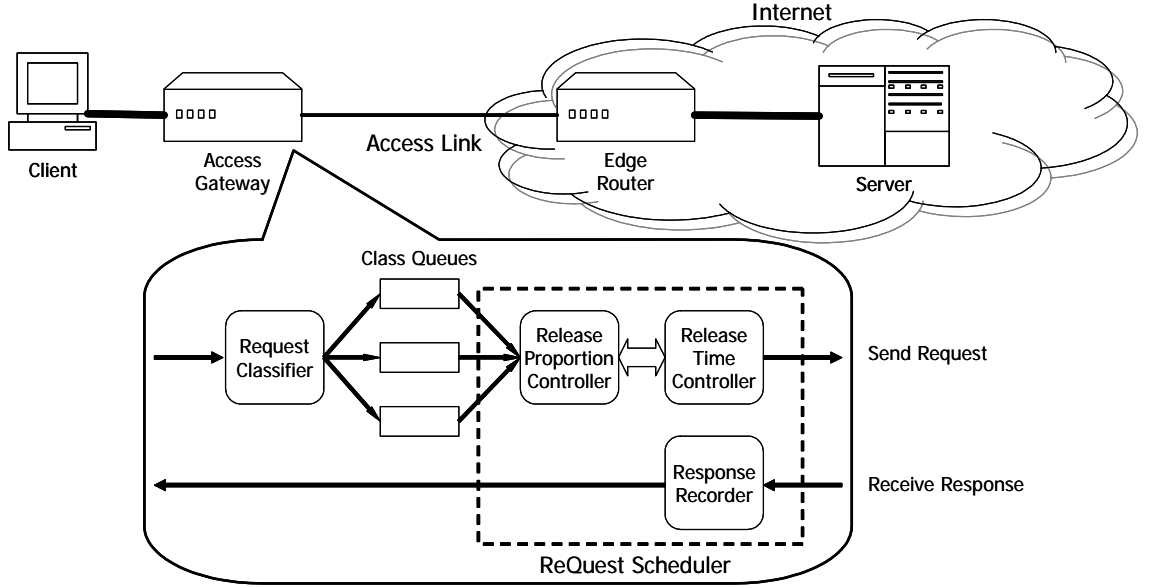 Internet
Client
Access
Gateway
Access Link
Edge
Router
Server
Class Queues
Request
Classifier
Release
Proportion
Controller
Release
Time
Controller
Send Request
Response
Recorder
Receive Response
ReQuest Scheduler